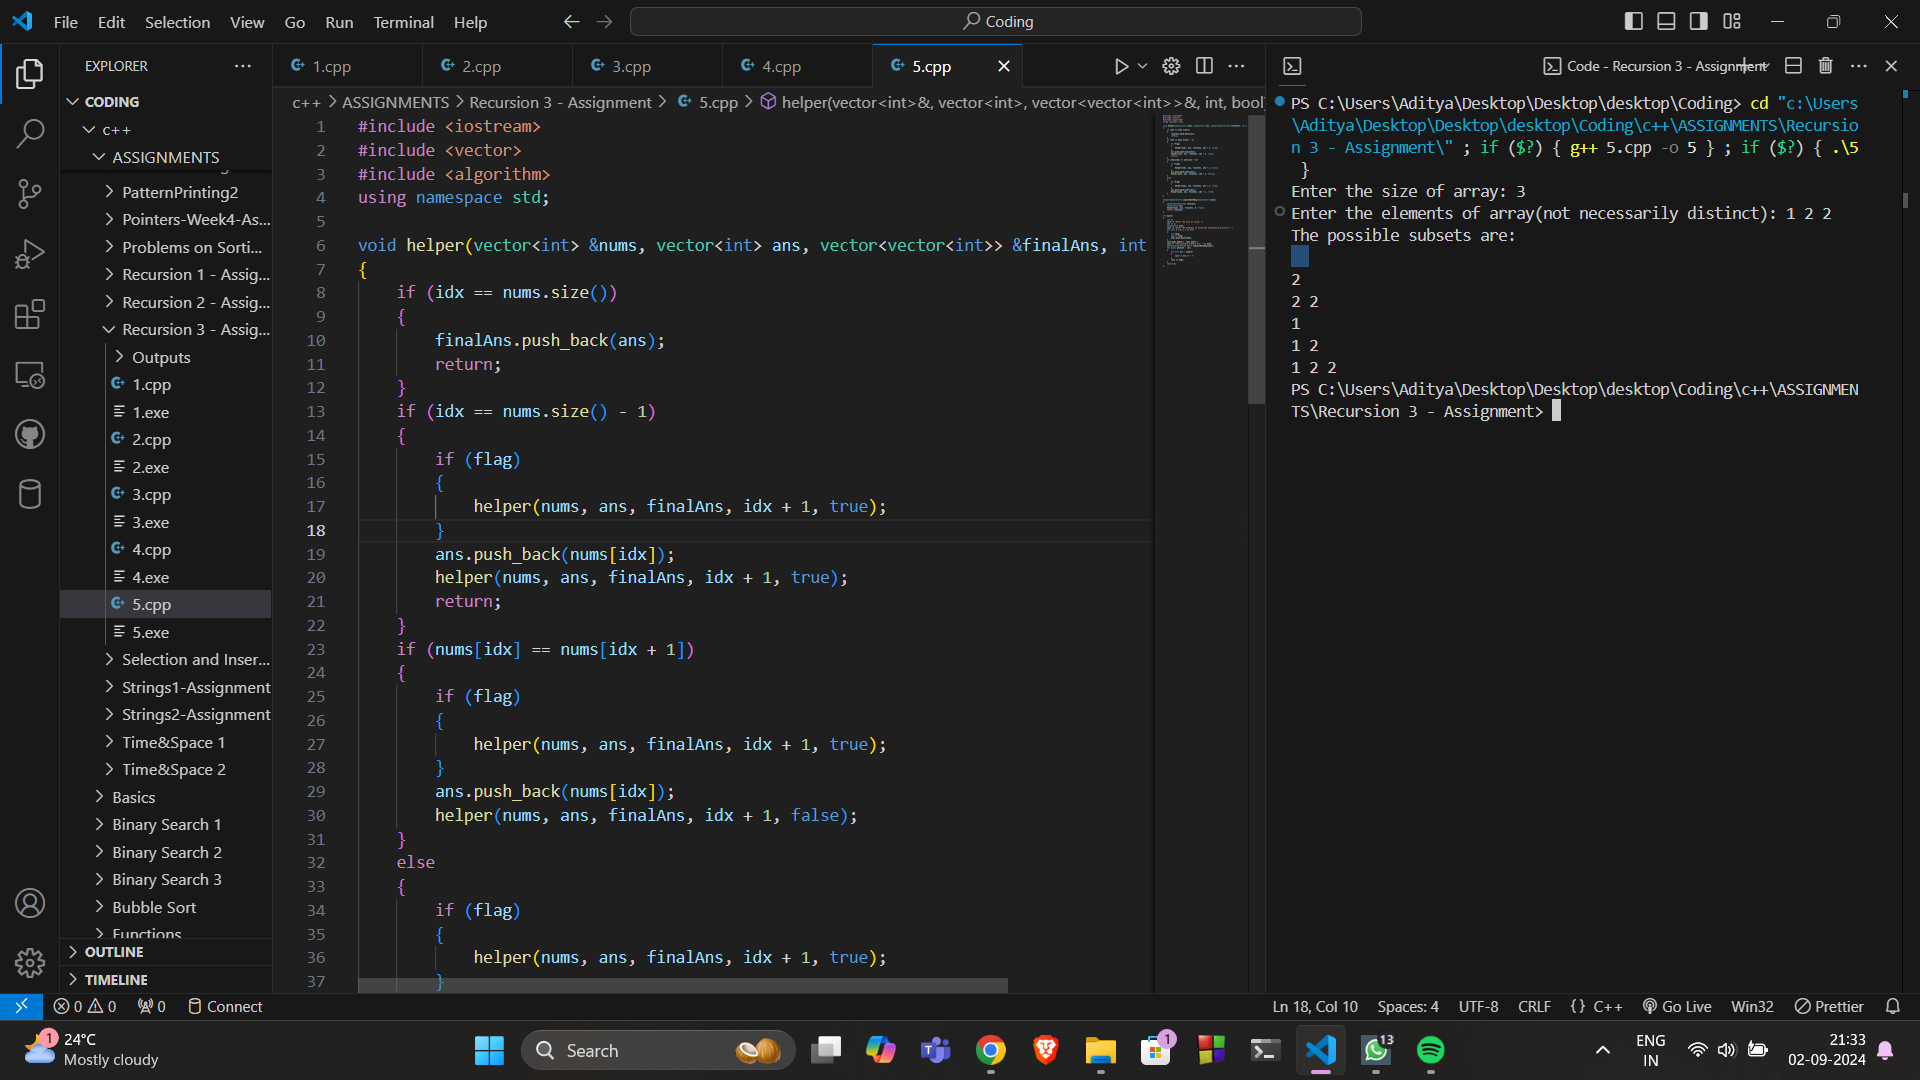 File Edit Selection View Go Run Terminal Help
Coding
EXPLORER
CODING
c++
ASSIGNMENTS
PatternPrinting2
Pointers-Week4-As...
Problems on Sorti...
Recursion 1 - Assig...
Recursion 2 - Assig...
Recursion 3 - Assig...
Outputs
1.cpp
1.exe
2.cpp
2.exe
3.cpp
3.exe
4.cpp
4.exe
5.cpp
5.exe
Selection and Inser...
Strings1-Assignment
Strings2-Assignment
Time&Space 1
Time&Space 2
Basics
Binary Search 1
Binary Search 2
Binary Search 3
Bubble Sort
Functions
OUTLINE
TIMELINE
1.cpp 2.cpp 3.cpp 4.cpp 5.cpp
c++ > ASSIGNMENTS > Recursion 3 - Assignment > 5.cpp > helper(vector<int>&, vector<int>, vector<vector<int>>&, int, bool
1 #include <iostream>
2 #include <vector>
3 #include <algorithm>
4 using namespace std;
5
6 void helper(vector<int> &nums, vector<int> ans, vector<vector<int>> &finalAns, int
7 {
8 if (idx == nums.size())
9 {
10 finalAns.push_back(ans);
11 return;
12 }
13 if (idx == nums.size() - 1)
14 {
15 if (flag)
16 {
17 helper(nums, ans, finalAns, idx + 1, true);
18 }
19 ans.push_back(nums[idx]);
20 helper(nums, ans, finalAns, idx + 1, true);
21 return;
22 }
23 if (nums[idx] == nums[idx + 1])
24 {
25 if (flag)
26 {
27 helper(nums, ans, finalAns, idx + 1, true);
28 }
29 ans.push_back(nums[idx]);
30 helper(nums, ans, finalAns, idx + 1, false);
31 }
32 else
33 {
34 if (flag)
35 {
36 helper(nums, ans, finalAns, idx + 1, true);
37 }
Code - Recursion 3 - Assignment
PS C:\Users\Aditya\Desktop\Desktop\desktop\Coding> cd "c:\Users
\Aditya\Desktop\Desktop\desktop\Coding\c++\ASSIGNMENTS\Recursio
n 3 - Assignment\" ; if ($?) { g++ 5.cpp -o 5 } ; if ($?) { .\5
}
Enter the size of array: 3
Enter the elements of array(not necessarily distinct): 1 2 2
The possible subsets are:
2
2 2
1
1 2
1 2 2
PS C:\Users\Aditya\Desktop\Desktop\desktop\Coding\c++\ASSIGNMEN
TS\Recursion 3 - Assignment>
0 0 0 Connect
Ln 18, Col 10 Spaces: 4 UTF-8 CRLF {} C++ Go Live Win32 Prettier
1
24°C
Mostly cloudy
Search
1
13
ENG
IN
21:33
02-09-2024